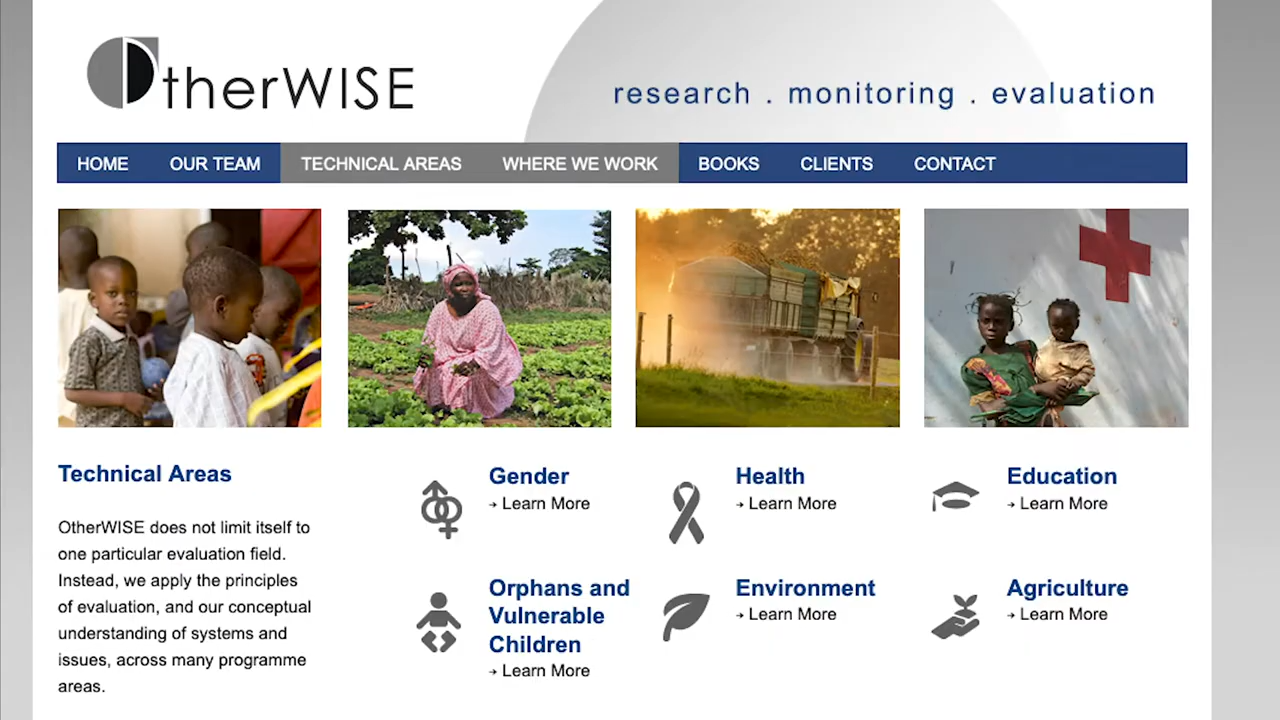 OtherWISE
research . monitoring . evaluation
HOME OUR TEAM TECHNICAL AREAS WHERE WE WORK BOOKS CLIENTS CONTACT
Technical Areas
OtherWISE does not limit itself to
one particular evaluation field.
Instead, we apply the principles
of evaluation, and our conceptual
understanding of systems and
issues, across many programme
areas.
Gender
→ Learn More
Health
→ Learn More
Education
→ Learn More
Orphans and
Vulnerable
Children
→ Learn More
Environment
→ Learn More
Agriculture
→ Learn More